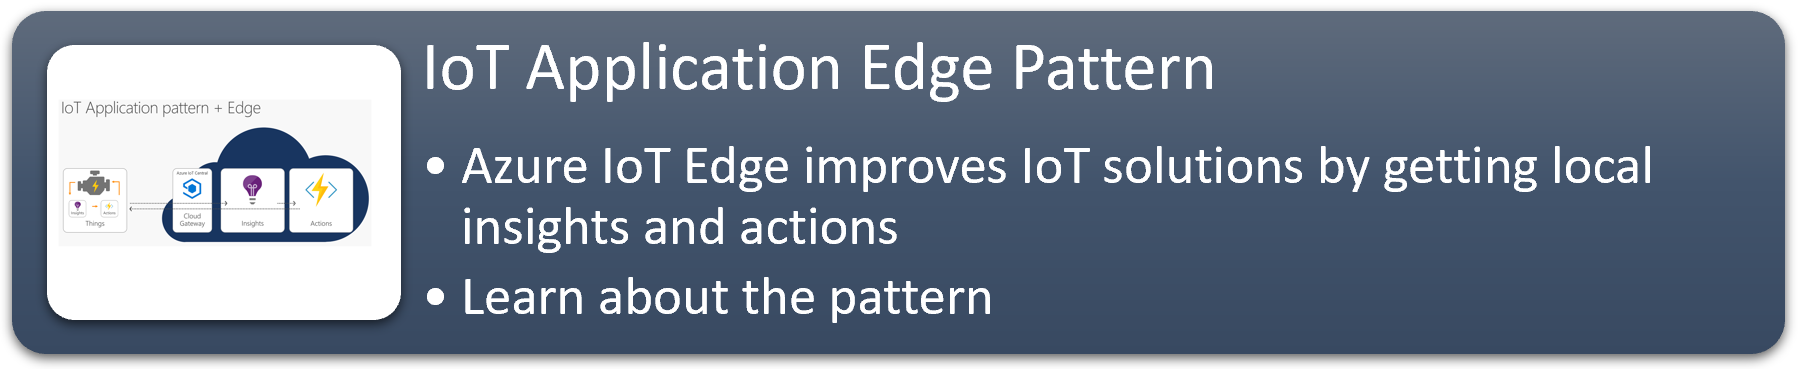 IoT Application Edge Pattern
• Azure IoT Edge improves IoT solutions by getting local
insights and actions
• Learn about the pattern
IoT Application pattern + Edge
Insights
Actions
Things
Azure IoT Central
Cloud
Gateway
Insights
Actions